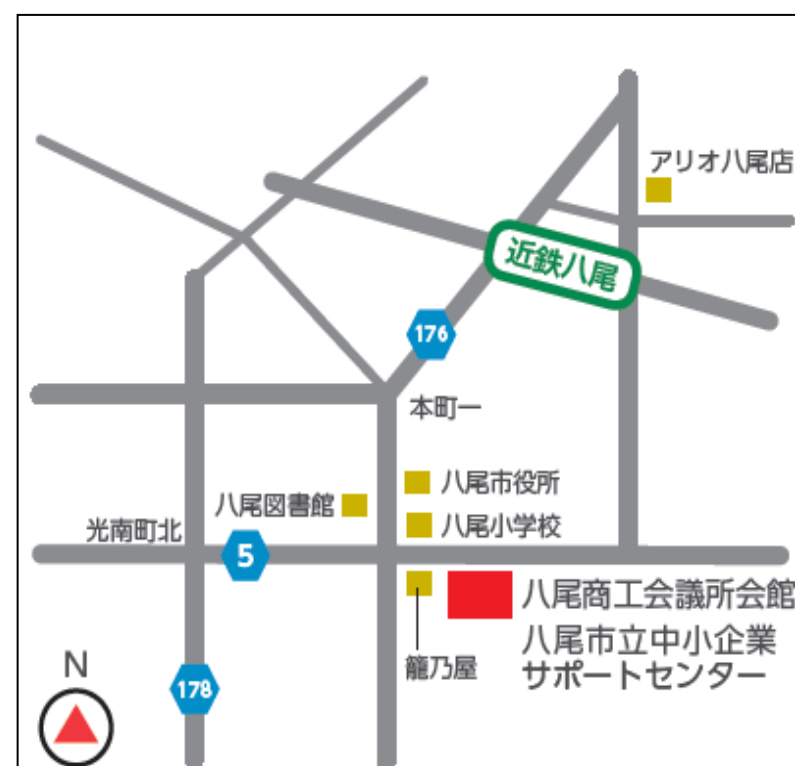 アリオ八尾店
近鉄八尾
176
本町一
八尾市役所
八尾図書館
八尾小学校
光南町北
5
八尾商工会議所会館
八尾市立中小企業
サポートセンター
籠乃屋
N
178